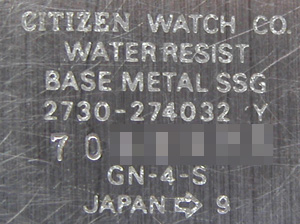 CITIZEN WATCH CO.
WATER RESIST
BASE METAL SSG
2730-274032 Y
70
GN-4-S
JAPAN ⇨ 9